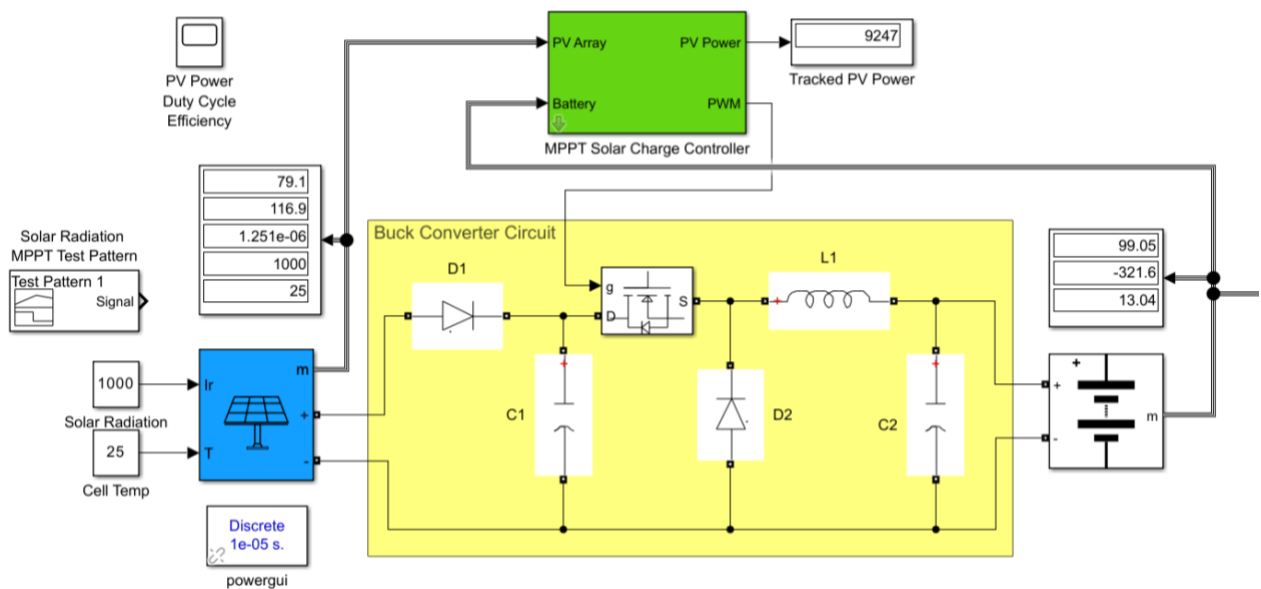 PV Power
Duty Cycle
Efficiency
PV Array
PV Power
Battery
PWM
MPPT Solar Charge Controller
9247
Tracked PV Power
79.1
116.9
1.251e-06
1000
25
Solar Radiation
MPPT Test Pattern
Test Pattern 1
Signal
1000
Solar Radiation
25
Cell Temp
Ir
T
m
+
-
Discrete
1e-05 s.
powergui
Buck Converter Circuit
D1
C1
g
D
S
D2
L1
+
C2
+
+
99.05
-321.6
13.04
+
+
-
m